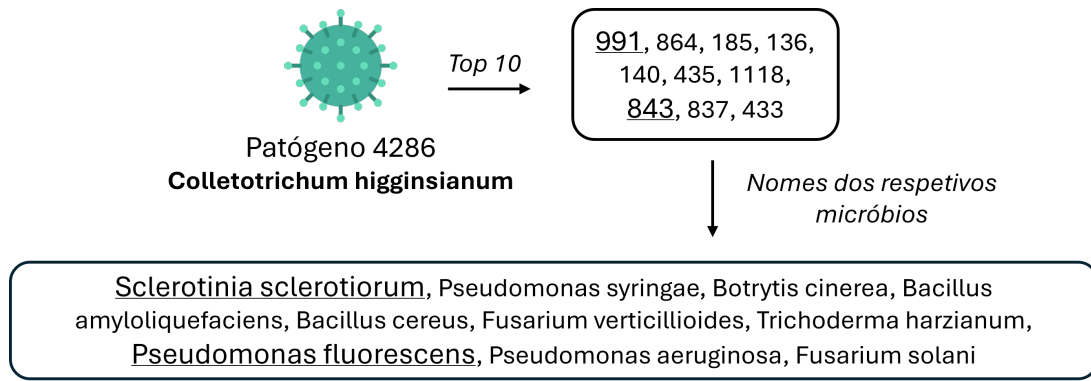 Top 10
991, 864, 185, 136,
140, 435, 1118,
843, 837, 433
Patógeno 4286
Colletotrichum higginsianum
Nomes dos respetivos
micróbios
Sclerotinia sclerotiorum, Pseudomonas syringae, Botrytis cinerea, Bacillus
amyloliquefaciens, Bacillus cereus, Fusarium verticillioides, Trichoderma harzianum,
Pseudomonas fluorescens, Pseudomonas aeruginosa, Fusarium solani